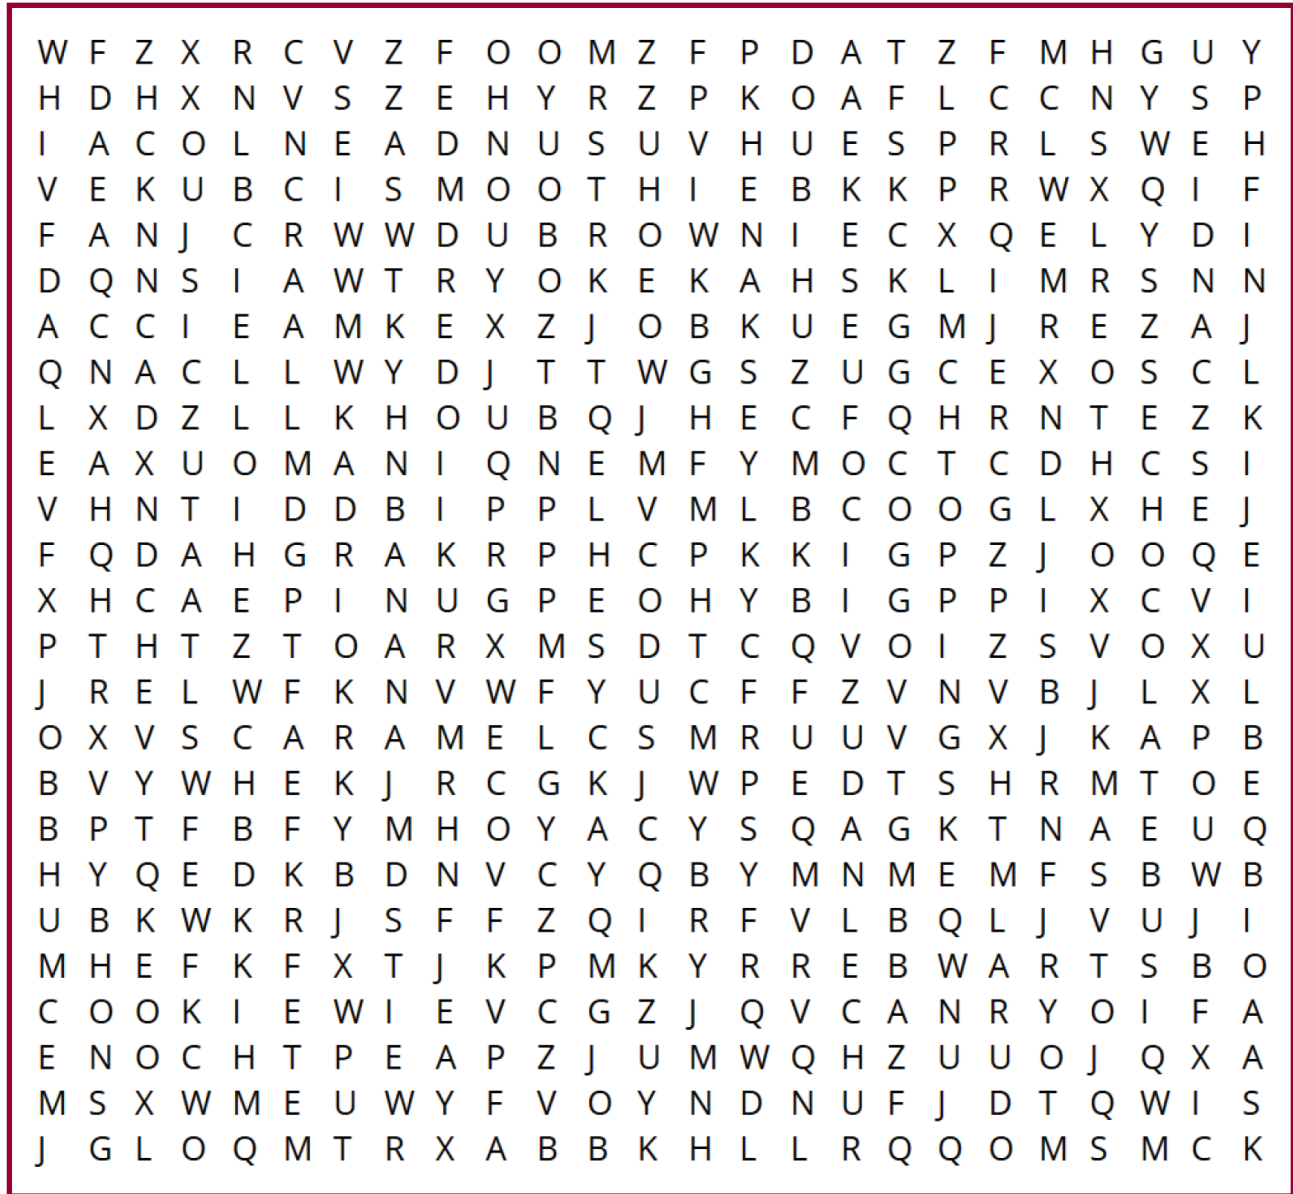 W F Z X R C V Z F O O M Z F P D A T Z F M H G U Y
H D H X N V S Z E H Y R Z P K O A F L C C N Y S P
I A C O L N E A D N U S U V H U E S P R L S W E H
V E K U B C I S M O O T H I E B K K P R W X Q I F
F A N J C R W W D U B R O W N I E C X Q E L Y D I
D Q N S I A W T R Y O K E K A H S K L I M R S N N
A C C I E A M K E X Z J O B K U E G M J R E Z A J
Q N A C L L W Y D J T T W G S Z U G C E X O S C L
L X D Z L L K H O U B Q J H E C F Q H R N T E Z K
E A X U O M A N I Q N E M F Y M O C T C D H C S I
V H N T I D D B I P P L V M L B C O O G L X H E J
F Q D A H G R A K R P H C P K K I G P Z J O O Q E
X H C A E P I N U G P E O H Y B I G P P I X C V I
P T H T Z T O A R X M S D T C Q V O I Z S V O X U
J R E L W F K N V W F Y U C F F Z V N V B J L X L
O X V S C A R A M E L C S M R U U V G X J K A P B
B V Y W H E K J R C G K J W P E D T S H R M T O E
B P T F B F Y M H O Y A C Y S Q A G K T N A E U Q
H Y Q E D K B D N V C Y Q B Y M N M E M F S B W B
U B K W K R J S F F Z Q I R F V L B Q L J V U J I
M H E F K F X T J K P M K Y R R E B W A R T S B O
C O O K I E W I E V C G Z J Q V C A N R Y O I F A
E N O C H T P E A P Z J U M W Q H Z U U O J Q X A
M S X W M E U W Y F V O Y N D N U F J D T Q W I S
J G L O Q M T R X A B B K H L L R Q Q O M S M C K